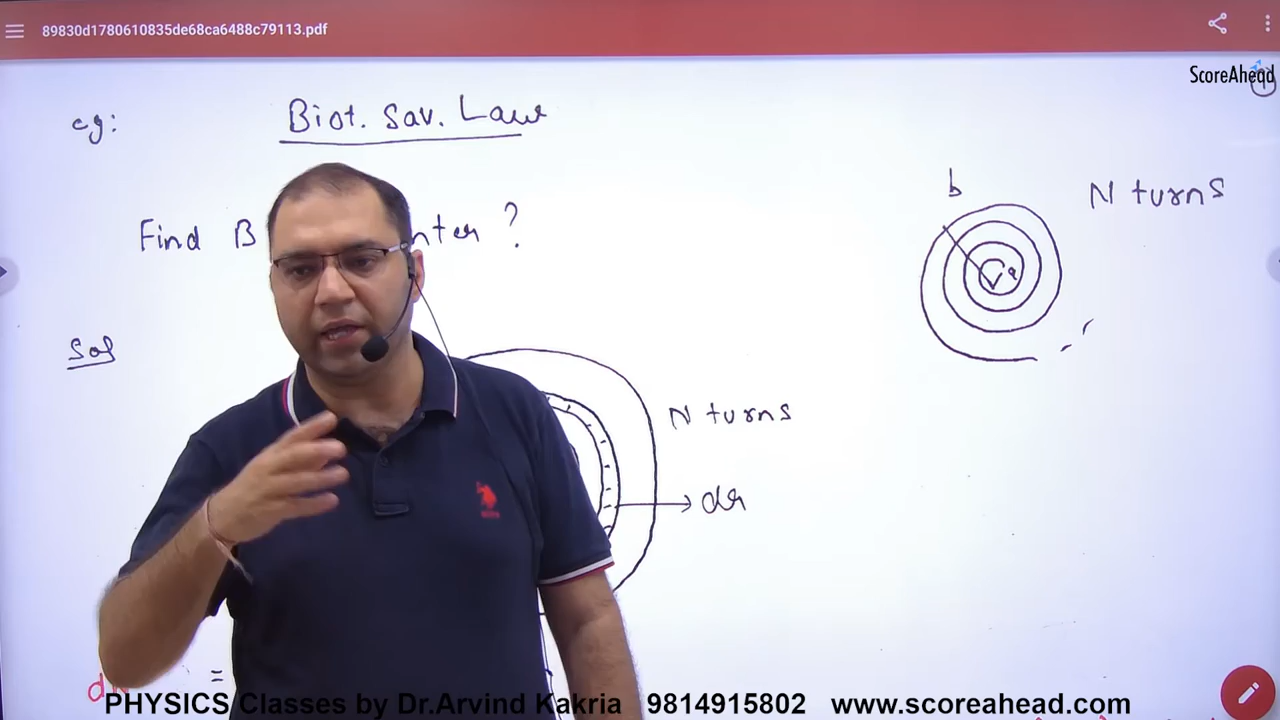 89830d1780610835de68ca6488c79113.pdf
ScoreAhead
eg: Biot. Sav. Law
b N turns
Find B nter ?
a
Sol
N turns
dr
=
PHYSICS Classes by Dr.Arvind Kakria 9814915802 www.scoreahead.com